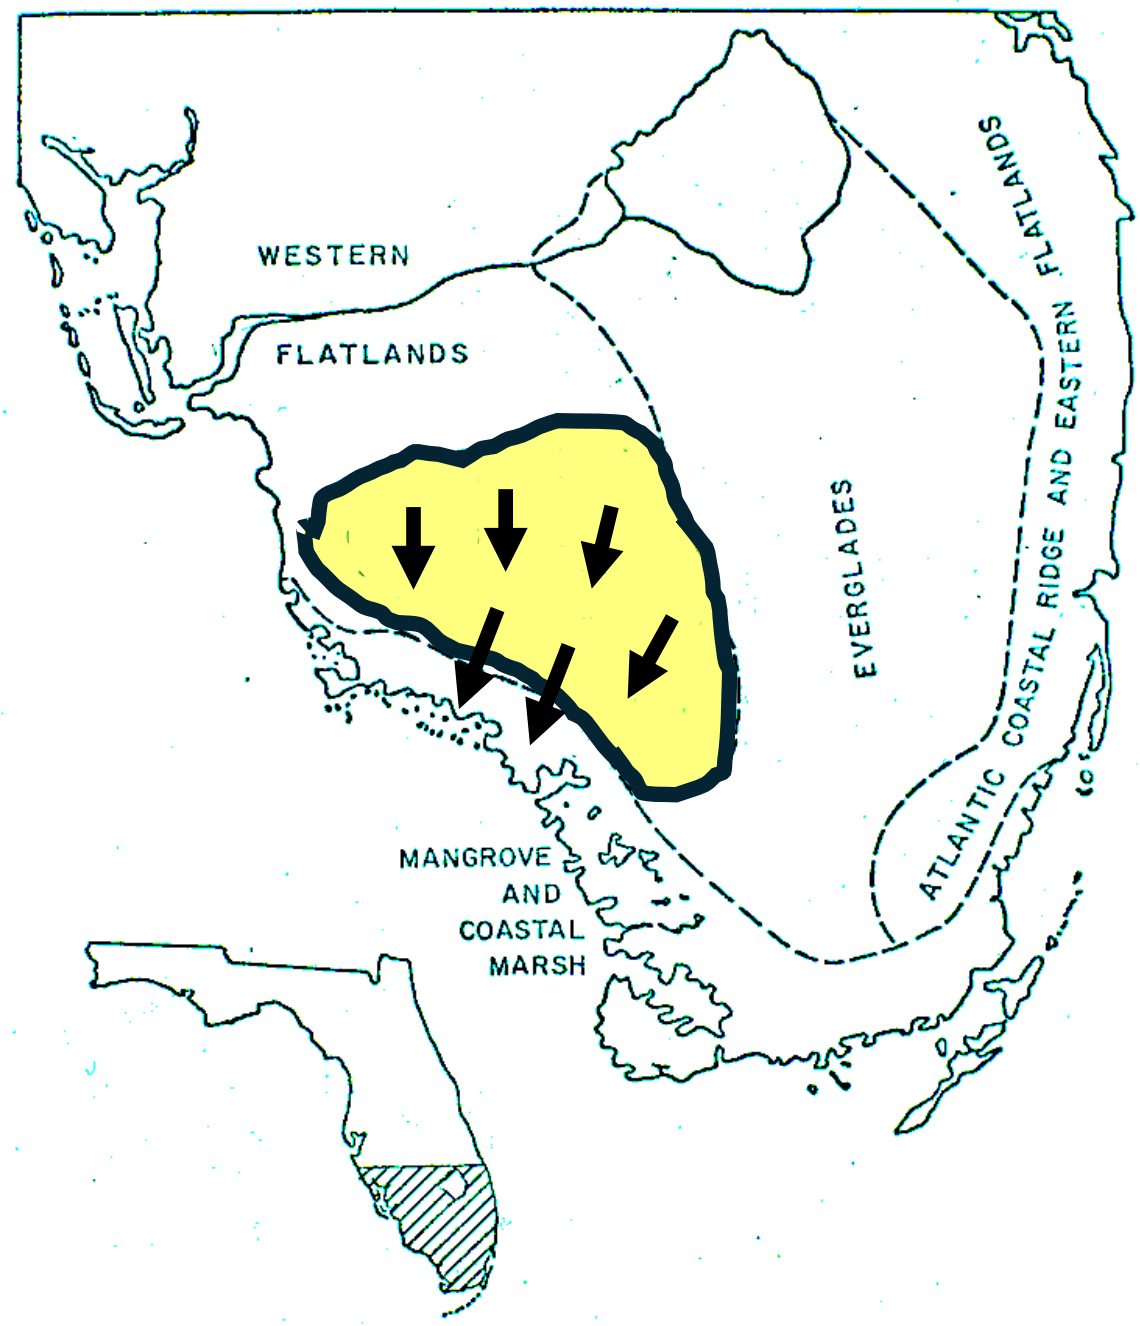 WESTERN
FLATLANDS
EVERGLADES
ATLANTIC COASTAL RIDGE AND EASTERN FLATLANDS
MANGROVE
AND
COASTAL
MARSH